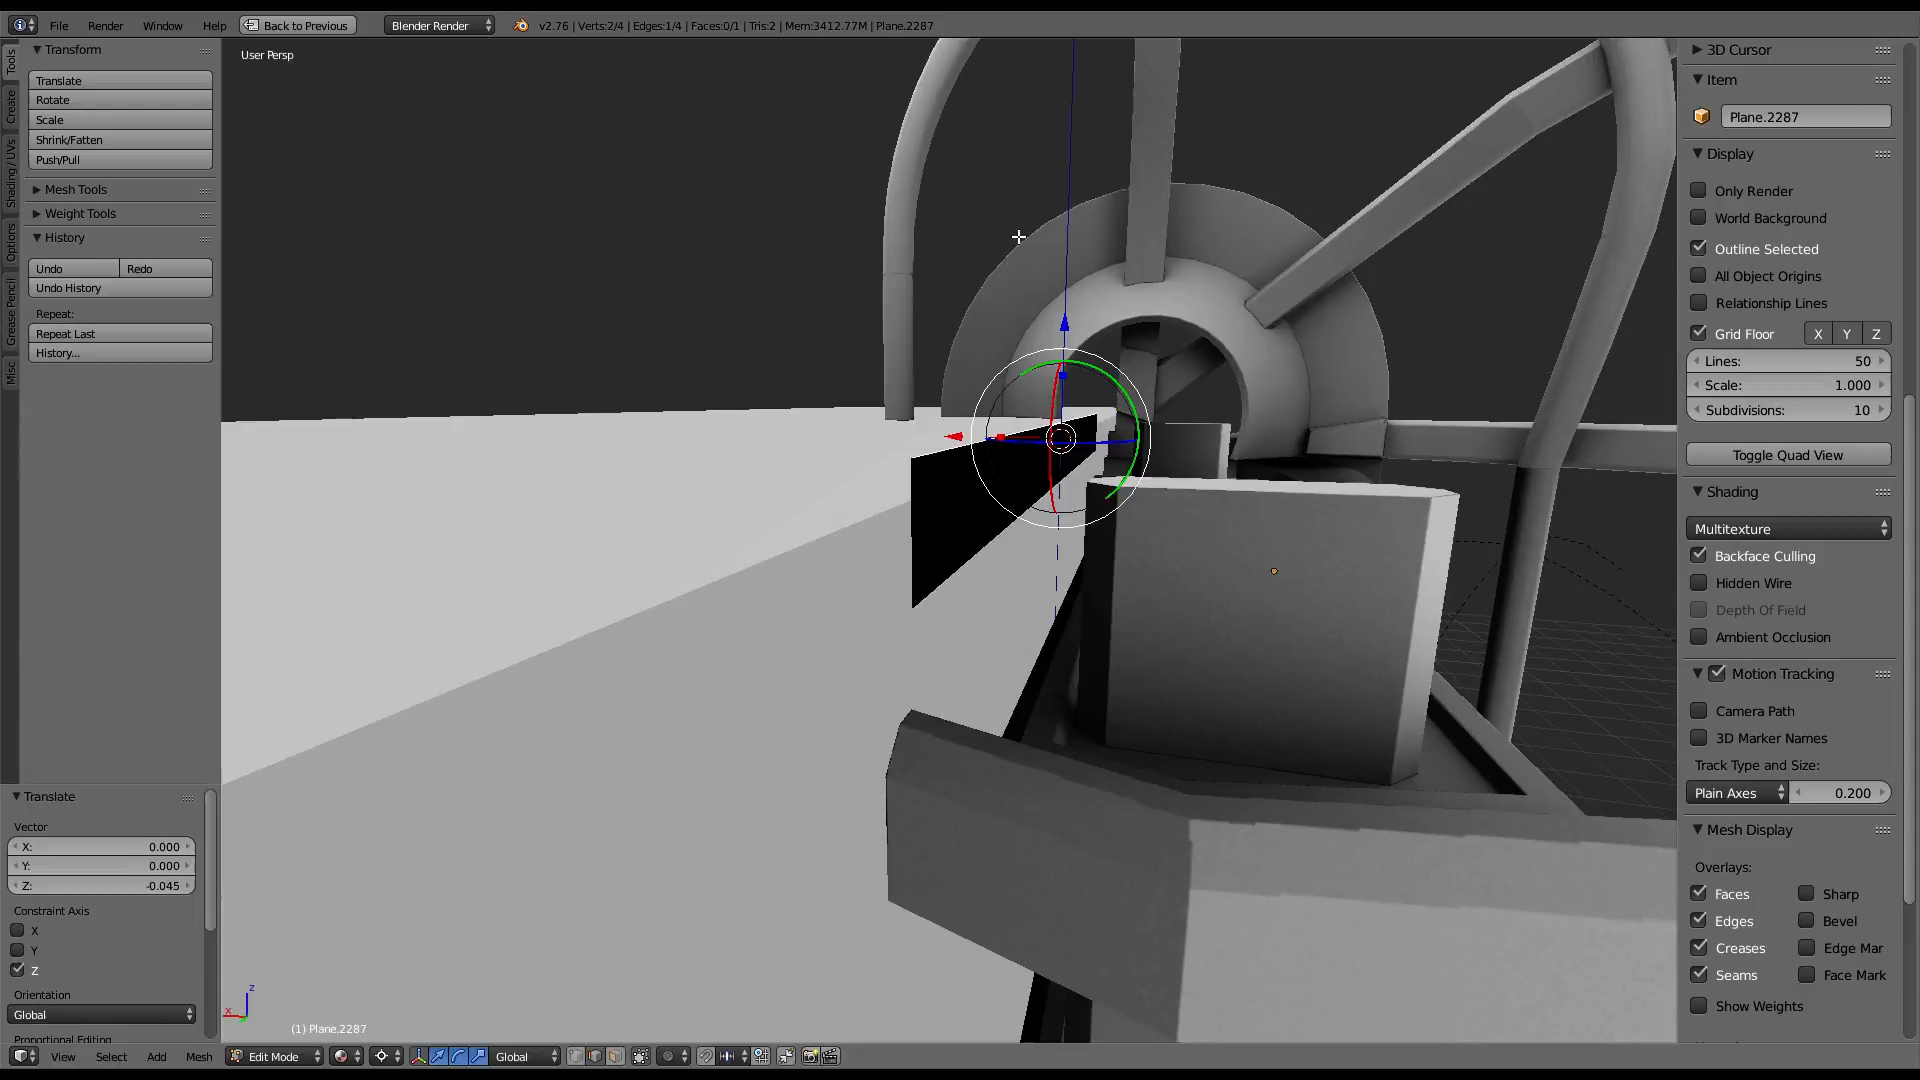 File Render Window Help Back to Previous Blender Render v2.76 | Verts:2/4 | Edges:1/4 | Faces:0/1 | Tris:2 | Mem:3412.77M | Plane.2287
Tools
Create
Shading / UVs
Options
Grease Pencil
Misc
Transform
Translate
Rotate
Scale
Shrink/Fatten
Push/Pull
Mesh Tools
Weight Tools
History
Undo Redo
Undo History
Repeat:
Repeat Last
History...
Translate
Vector
X: 0.000
Y: 0.000
Z: -0.045
Constraint Axis
X
Y
Z
Orientation
Global
Proportional Editing
User Persp
z
x
(1) Plane.2287
3D Cursor
Item
Plane.2287
Display
Only Render
World Background
Outline Selected
All Object Origins
Relationship Lines
Grid Floor X Y Z
Lines: 50
Scale: 1.000
Subdivisions: 10
Toggle Quad View
Shading
Multitexture
Backface Culling
Hidden Wire
Depth Of Field
Ambient Occlusion
Motion Tracking
Camera Path
3D Marker Names
Track Type and Size:
Plain Axes 0.200
Mesh Display
Overlays:
Faces Sharp
Edges Bevel
Creases Edge Mar
Seams Face Mark
Show Weights
View Select Add Mesh Edit Mode Global